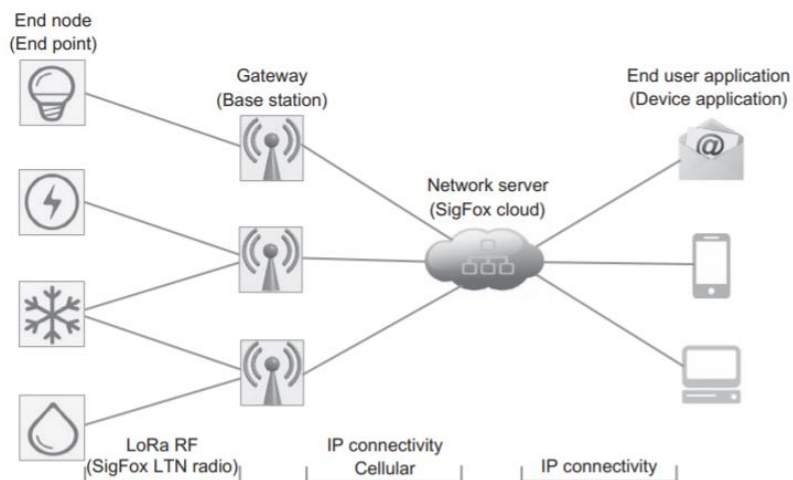 End node
(End point)
Gateway
(Base station)
End user application
(Device application)
@
Network server
(SigFox cloud)
LoRa RF
(SigFox LTN radio)
IP connectivity
Cellular
IP connectivity